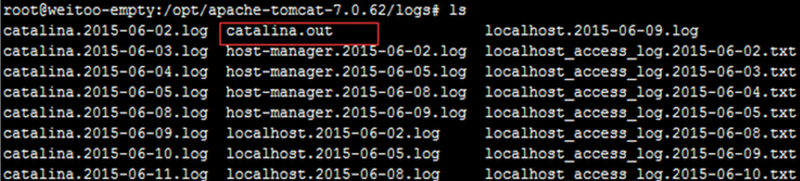 root@weitoo-empty:/opt/apache-tomcat-7.0.62/logs# ls
catalina.2015-06-02.log catalina.out localhost.2015-06-09.log
catalina.2015-06-03.log host-manager.2015-06-02.log localhost_access_log.2015-06-02.txt
catalina.2015-06-04.log host-manager.2015-06-05.log localhost_access_log.2015-06-04.txt
catalina.2015-06-05.log host-manager.2015-06-08.log localhost_access_log.2015-06-04.txt
catalina.2015-06-08.log host-manager.2015-06-09.log localhost_access_log.2015-06-05.txt
catalina.2015-06-09.log localhost.2015-06-02.log localhost_access_log.2015-06-08.txt
catalina.2015-06-10.log localhost.2015-06-05.log localhost_access_log.2015-06-09.txt
catalina.2015-06-11.log localhost.2015-06-08.log localhost_access_log.2015-06-10.txt